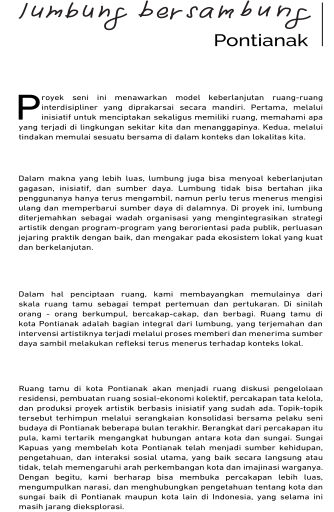 lumbung bersambung
Pontianak
Proyek seni ini menawarkan model keberlanjutan ruang-ruang
interdisipliner yang diprakarsai secara mandiri. Pertama, melalui
inisiatif untuk menciptakan sekaligus memiliki ruang, memahami apa
yang terjadi di lingkungan sekitar kita dan menanggapinya. Kedua, melalui
tindakan memulai sesuatu bersama di dalam konteks dan lokalitas kita.
Dalam makna yang lebih luas, lumbung juga bisa menyoal keberlanjutan
gagasan, inisiatif, dan sumber daya. Lumbung tidak bisa bertahan jika
penggunanya hanya terus mengambil, namun perlu terus menerus mengisi
ulang dan memperbarui sumber daya di dalamnya. Di proyek ini, lumbung
diterjemahkan sebagai wadah organisasi yang mengintegrasikan strategi
artistik dengan program-program yang berorientasi pada publik, perluasan
jejaring praktik dengan baik, dan mengakar pada ekosistem lokal yang kuat
dan berkelanjutan.
Dalam hal penciptaan ruang, kami membayangkan memulainya dari
skala ruang tamu sebagai tempat pertemuan dan pertukaran. Di sinilah
orang - orang berkumpul, bercakap-cakap, dan berbagi. Ruang tamu di
kota Pontianak adalah bagian integral dari lumbung, yang terjemahan dan
intervensi artistiknya terjadi melalui proses memberi dan menerima sumber
daya sambil melakukan refleksi terus menerus terhadap konteks lokal.
Ruang tamu di kota Pontianak akan menjadi ruang diskusi pengelolaan
residensi, pembuatan ruang sosial-ekonomi kolektif, percakapan tata kelola,
dan produksi proyek artistik berbasis inisiatif yang sudah ada. Topik-topik
tersebut terhimpun melalui serangkaian konsolidasi bersama pelaku seni
budaya di Pontianak beberapa bulan terakhir. Berangkat dari percakapan itu
pula, kami tertarik mengangkat hubungan antara kota dan sungai. Sungai
Kapuas yang membelah kota Pontianak telah menjadi sumber kehidupan,
pengetahuan, dan interaksi sosial utama, yang baik secara langsung atau
tidak, telah memengaruhi arah perkembangan kota dan imajinasi warganya.
Dengan begitu, kami berharap bisa membuka percakapan lebih luas,
mengumpulkan narasi, dan menghubungkan pengetahuan tentang kota dan
sungai baik di Pontianak maupun kota lain di Indonesia, yang selama ini
masih jarang dieksplorasi.